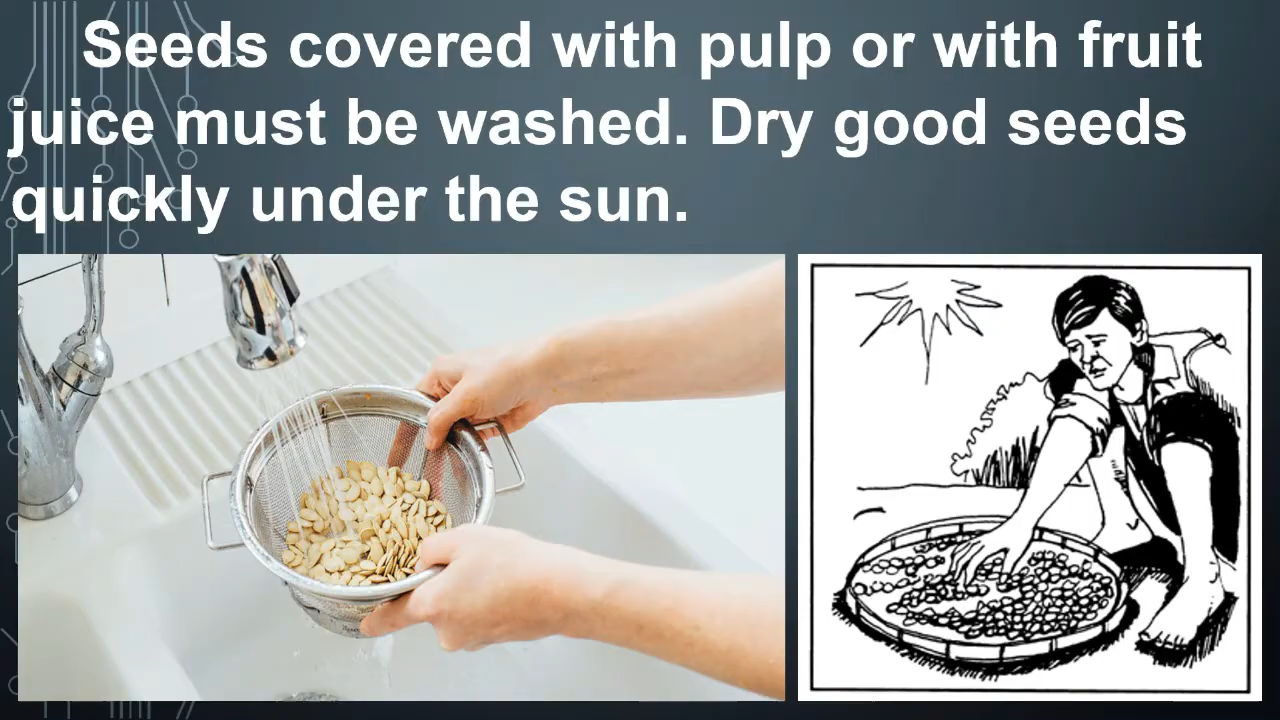 Seeds covered with pulp or with fruit
juice must be washed. Dry good seeds
quickly under the sun.